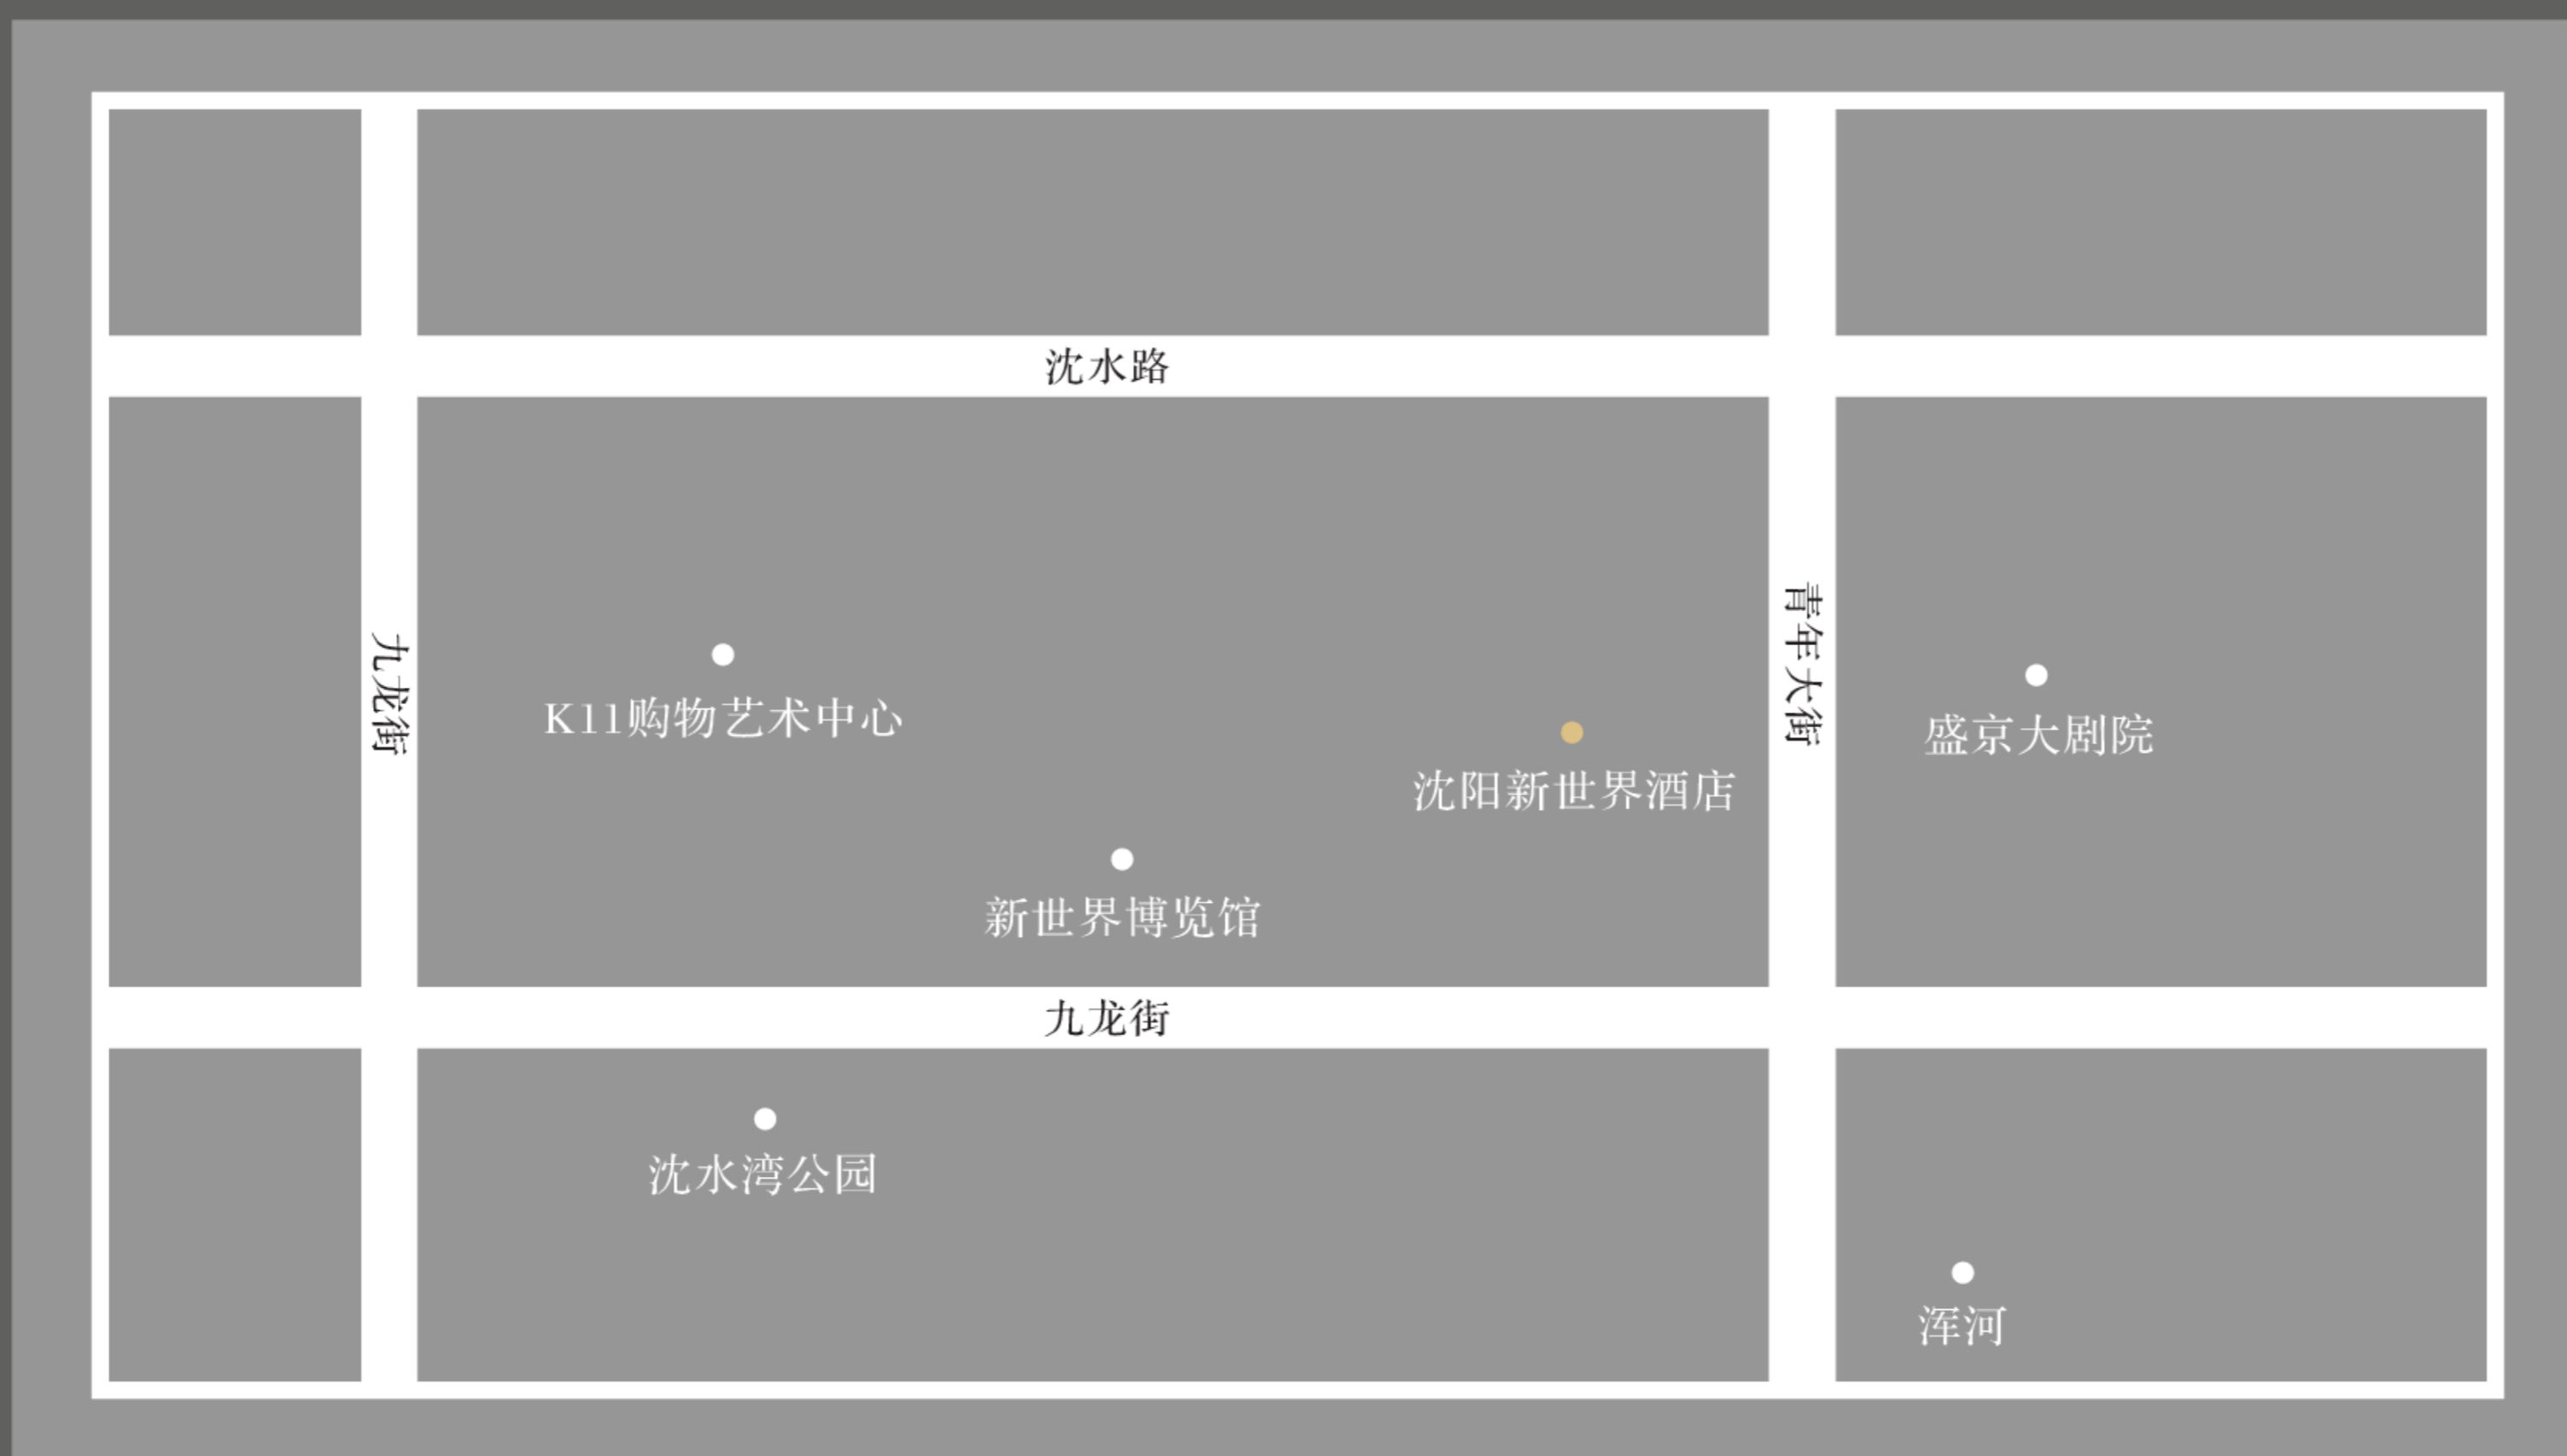 沈水路
九龙街
K11购物艺术中心
青年大街
盛京大剧院
沈阳新世界酒店
新世界博览馆
九龙街
沈水湾公园
浑河